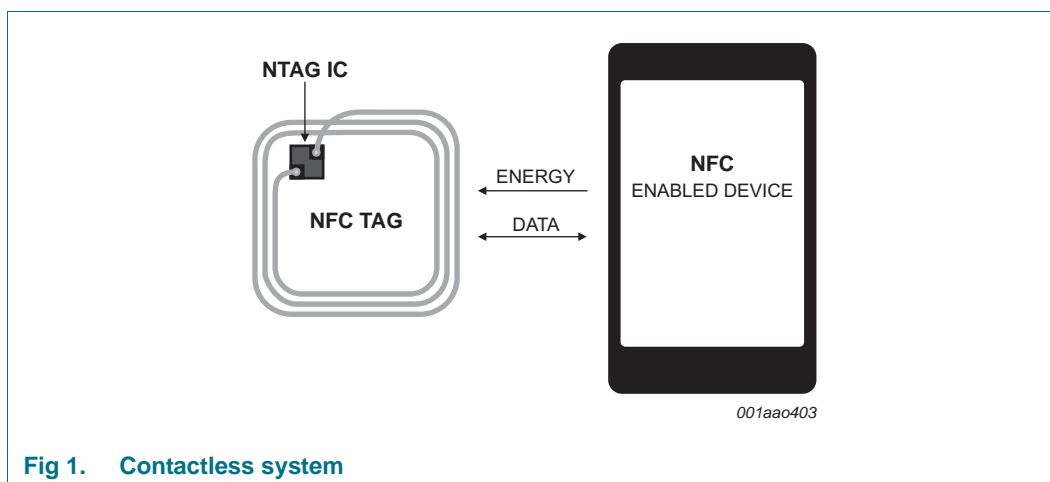 NTAG IC
NFC TAG
ENERGY
DATA
NFC
ENABLED DEVICE
001aao403
Fig 1. Contactless system